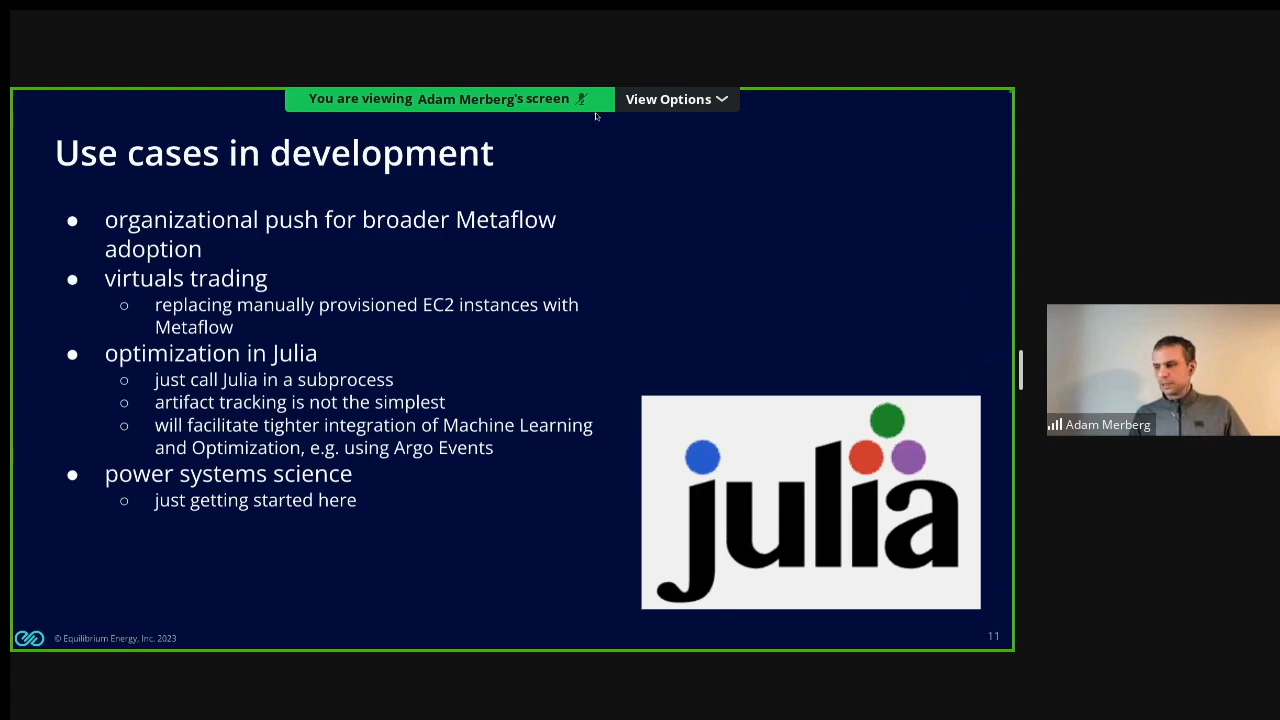 You are viewing Adam Merberg's screen
View Options
Use cases in development
● organizational push for broader Metaflow
adoption
● virtuals trading
○ replacing manually provisioned EC2 instances with
Metaflow
● optimization in Julia
○ just call Julia in a subprocess
○ artifact tracking is not the simplest
○ will facilitate tighter integration of Machine Learning
and Optimization, e.g. using Argo Events
● power systems science
○ just getting started here
julia
Adam Merberg
© Equilibrium Energy, Inc. 2023
11